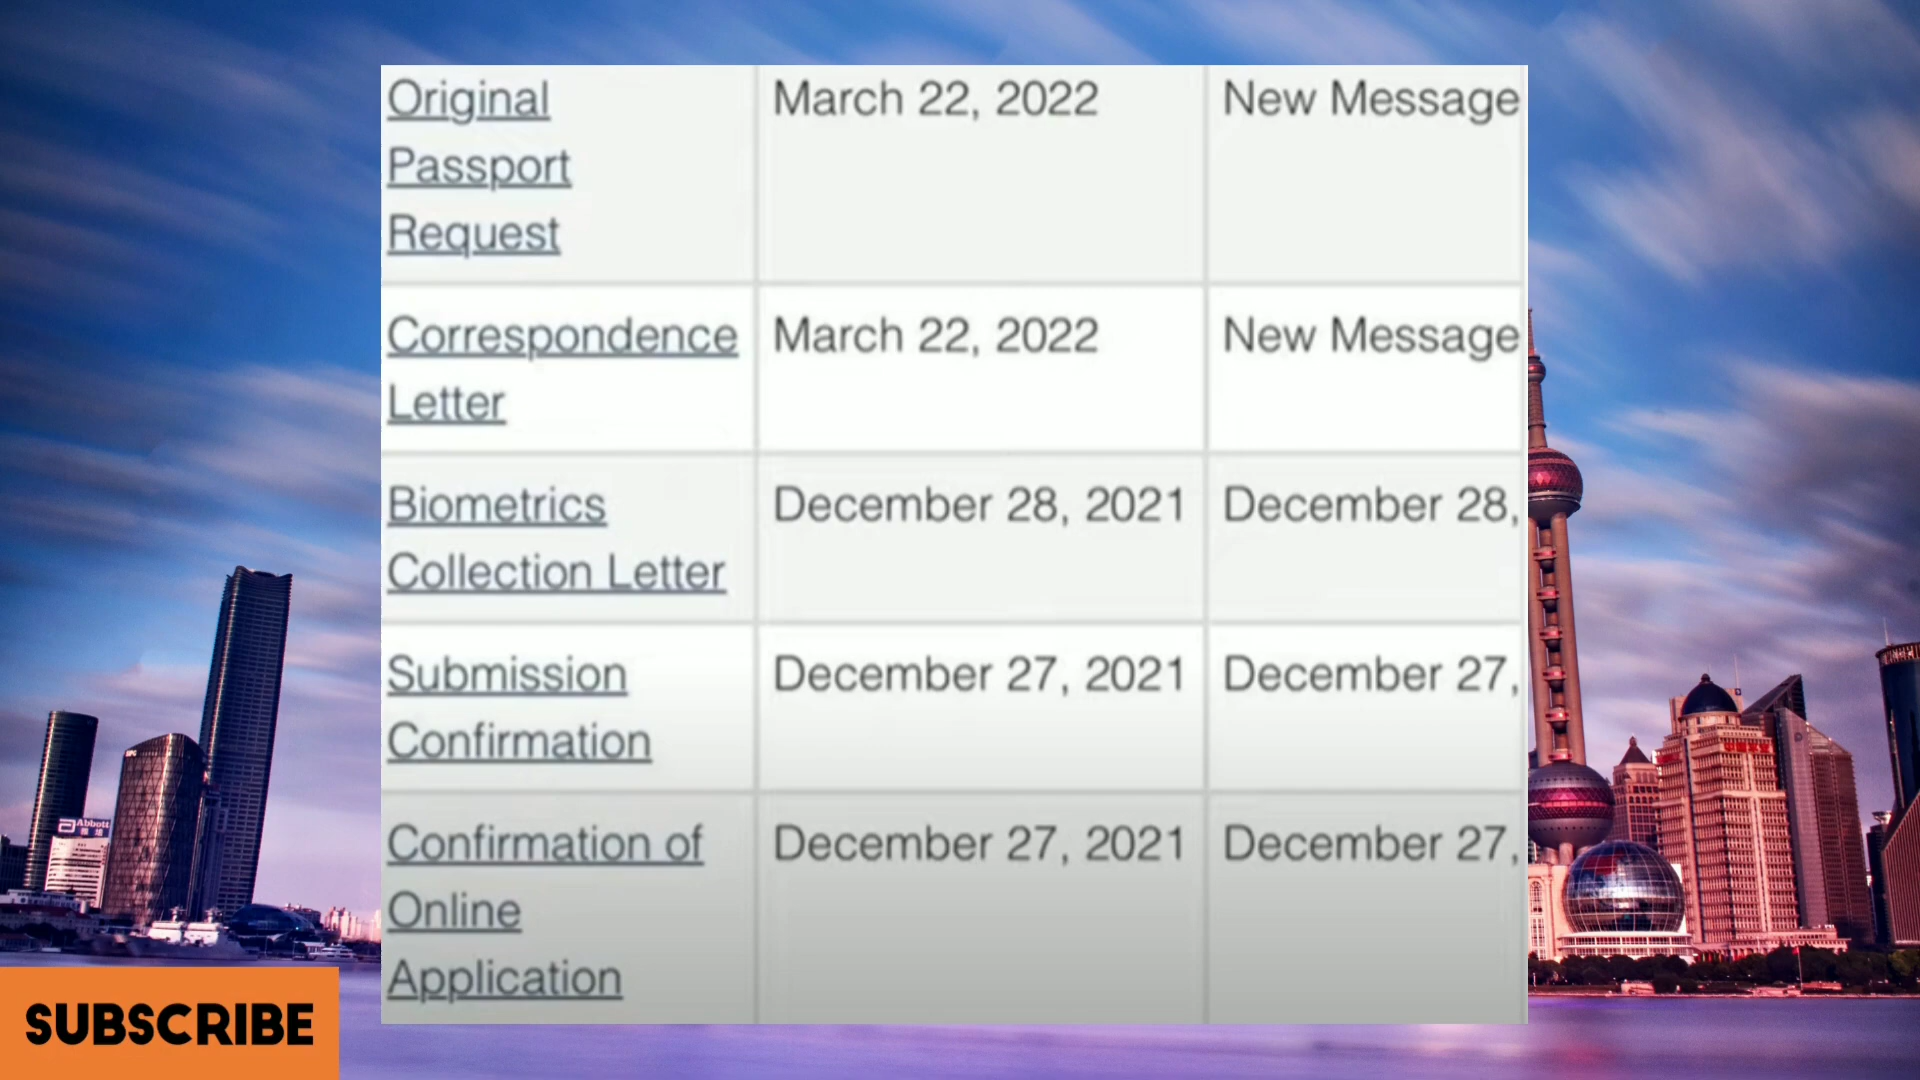 Original
Passport
Request
March 22, 2022
New Message
Correspondence
Letter
March 22, 2022
New Message
Biometrics
Collection Letter
December 28, 2021
December 28,
Submission
Confirmation
December 27, 2021
December 27,
Confirmation of
Online
Application
December 27, 2021
December 27,
Abbott
SUBSCRIBE